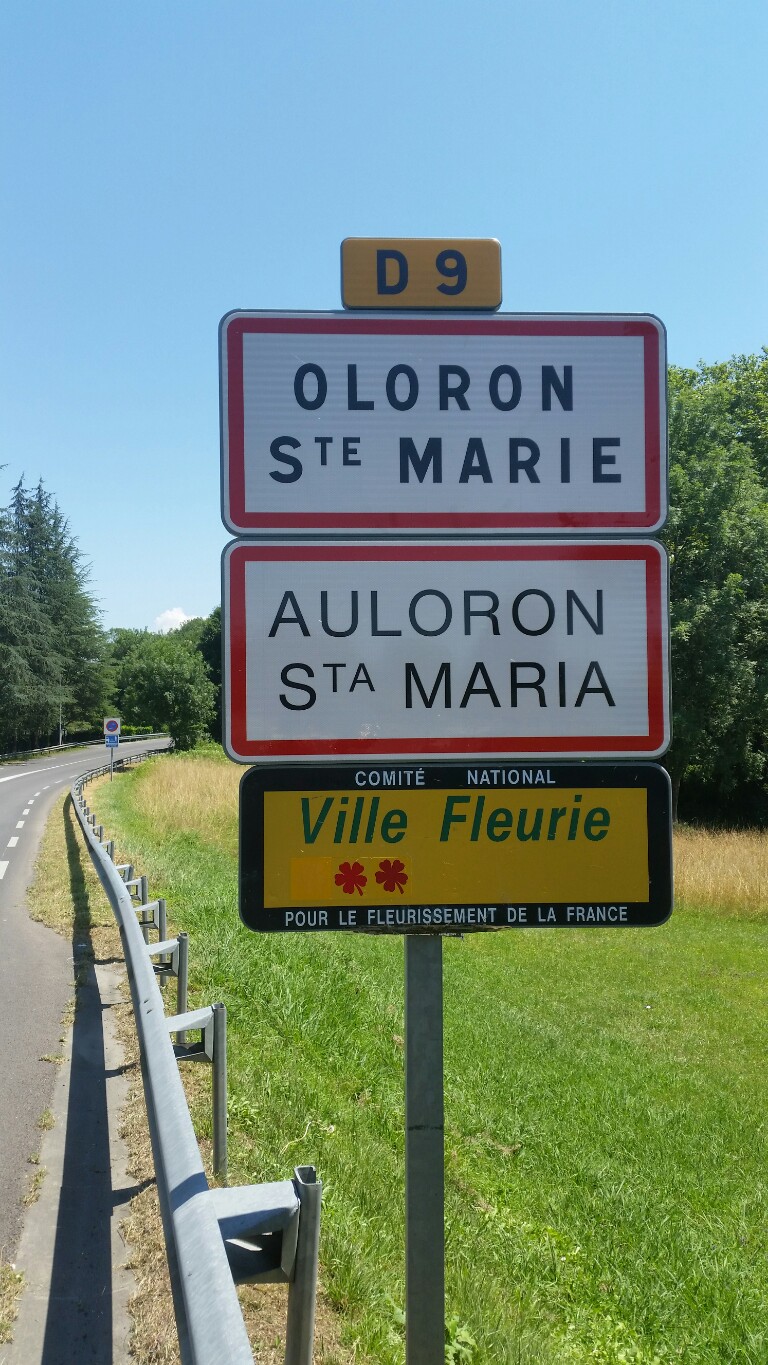 D 9
OLORON
STE MARIE
AULORON
STA MARIA
COMITÉ NATIONAL
Ville Fleurie
POUR LE FLEURISSEMENT DE LA FRANCE